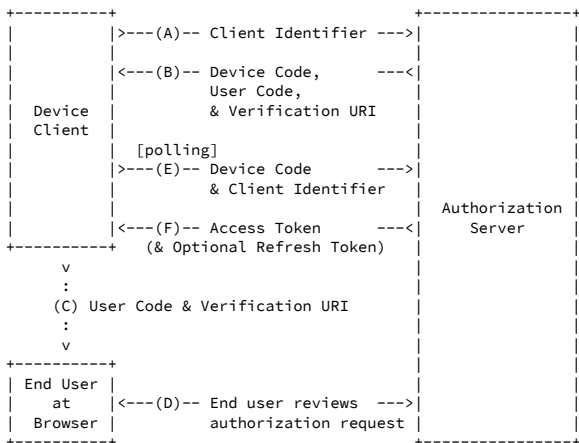 +----------+                                +----------------+
|          |>---(A)-- Client Identifier --->|                |
|          |                                |                |
|          |<---(B)-- Device Code,      ---<|                |
|          |          User Code,            |                |
|  Device  |          & Verification URI    |                |
|  Client  |                                |                |
|          |  [polling]                     |                |
|          |>---(E)-- Device Code       --->|                |
|          |          & Client Identifier   |                |
|          |                                |  Authorization |
|          |<---(F)-- Access Token      ---<|     Server     |
+----------+   (& Optional Refresh Token)   |                |
      v                                     |                |
      :                                     |                |
     (C) User Code & Verification URI       |                |
      :                                     |                |
      v                                     |                |
+----------+                                |                |
| End User |                                |                |
|    at    |<---(D)-- End user reviews  --->|                |
|  Browser |          authorization request |                |
+----------+                                +----------------+